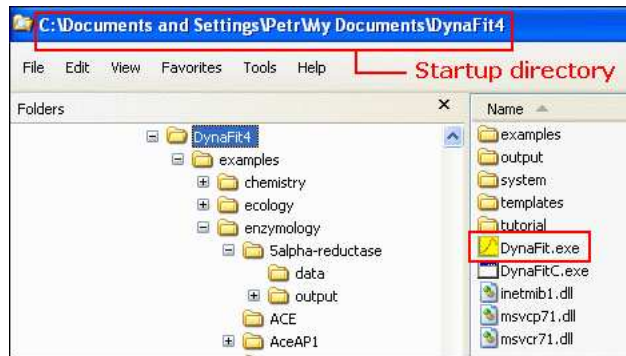 C:\Documents and Settings\Petr\My Documents\DynaFit4
File Edit View Favorites Tools Help
Startup directory
Folders
x
Name
DynaFit4
examples
chemistry
ecology
enzymology
5alpha-reductase
data
output
ACE
AceAP1
examples
output
system
templates
tutorial
DynaFit.exe
DynaFitC.exe
inetmib1.dll
msvcp71.dll
msvcr71.dll